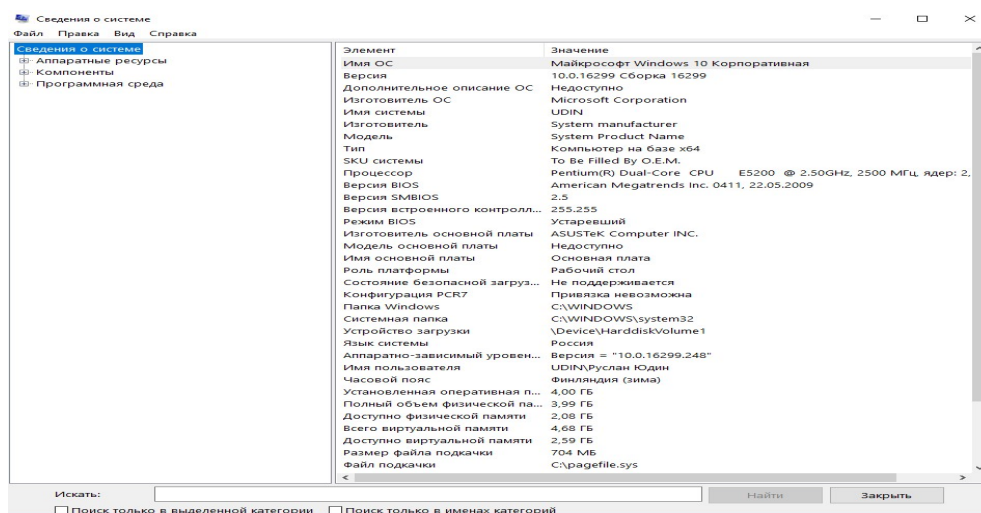 Сведения о системе
Файл Правка Вид Справка
Сведения о системе
Аппаратные ресурсы
Компоненты
Программная среда
Элемент Значение
Имя ОС Майкрософт Windows 10 Корпоративная
Версия 10.0.16299 Сборка 16299
Дополнительное описание ОС Недоступно
Изготовитель ОС Microsoft Corporation
Имя системы UDIN
Изготовитель System manufacturer
Модель System Product Name
Тип Компьютер на базе x64
SKU системы To Be Filled By O.E.M.
Процессор Pentium(R) Dual-Core CPU E5200 @ 2.50GHz, 2500 МГц, ядер: 2,
Версия BIOS American Megatrends Inc. 0411, 22.05.2009
Версия SMBIOS 2.5
Версия встроенного контролл... 255.255
Режим BIOS Устаревший
Изготовитель основной платы ASUSTeK Computer INC.
Модель основной платы Недоступно
Имя основной платы Основная плата
Роль платформы Рабочий стол
Состояние безопасной загруз... Не поддерживается
Конфигурация PCR7 Привязка невозможна
Папка Windows C:\WINDOWS
Системная папка C:\WINDOWS\system32
Устройство загрузки \Device\HarddiskVolume1
Язык системы Россия
Аппаратно-зависимый уровен... Версия = "10.0.16299.248"
Имя пользователя UDIN\Руслан Юдин
Часовой пояс Финляндия (зима)
Установленная оперативная п... 4,00 ГБ
Полный объем физической па... 3,99 ГБ
Доступно физической памяти 2,08 ГБ
Всего виртуальной памяти 4,68 ГБ
Доступно виртуальной памяти 2,59 ГБ
Размер файла подкачки 704 МБ
Файл подкачки C:\pagefile.sys
Искать: Найти Закрыть
Поиск только в выделенной категории Поиск только в именах категорий